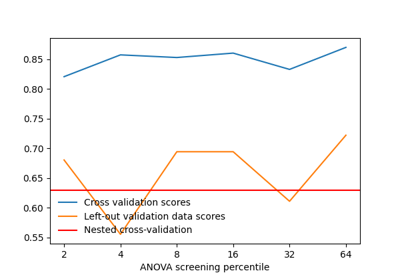 0.85
0.80
0.75
0.70
0.65
0.60
0.55
Cross validation scores
Left-out validation data scores
Nested cross-validation
2 4 8 16 32 64
ANOVA screening percentile